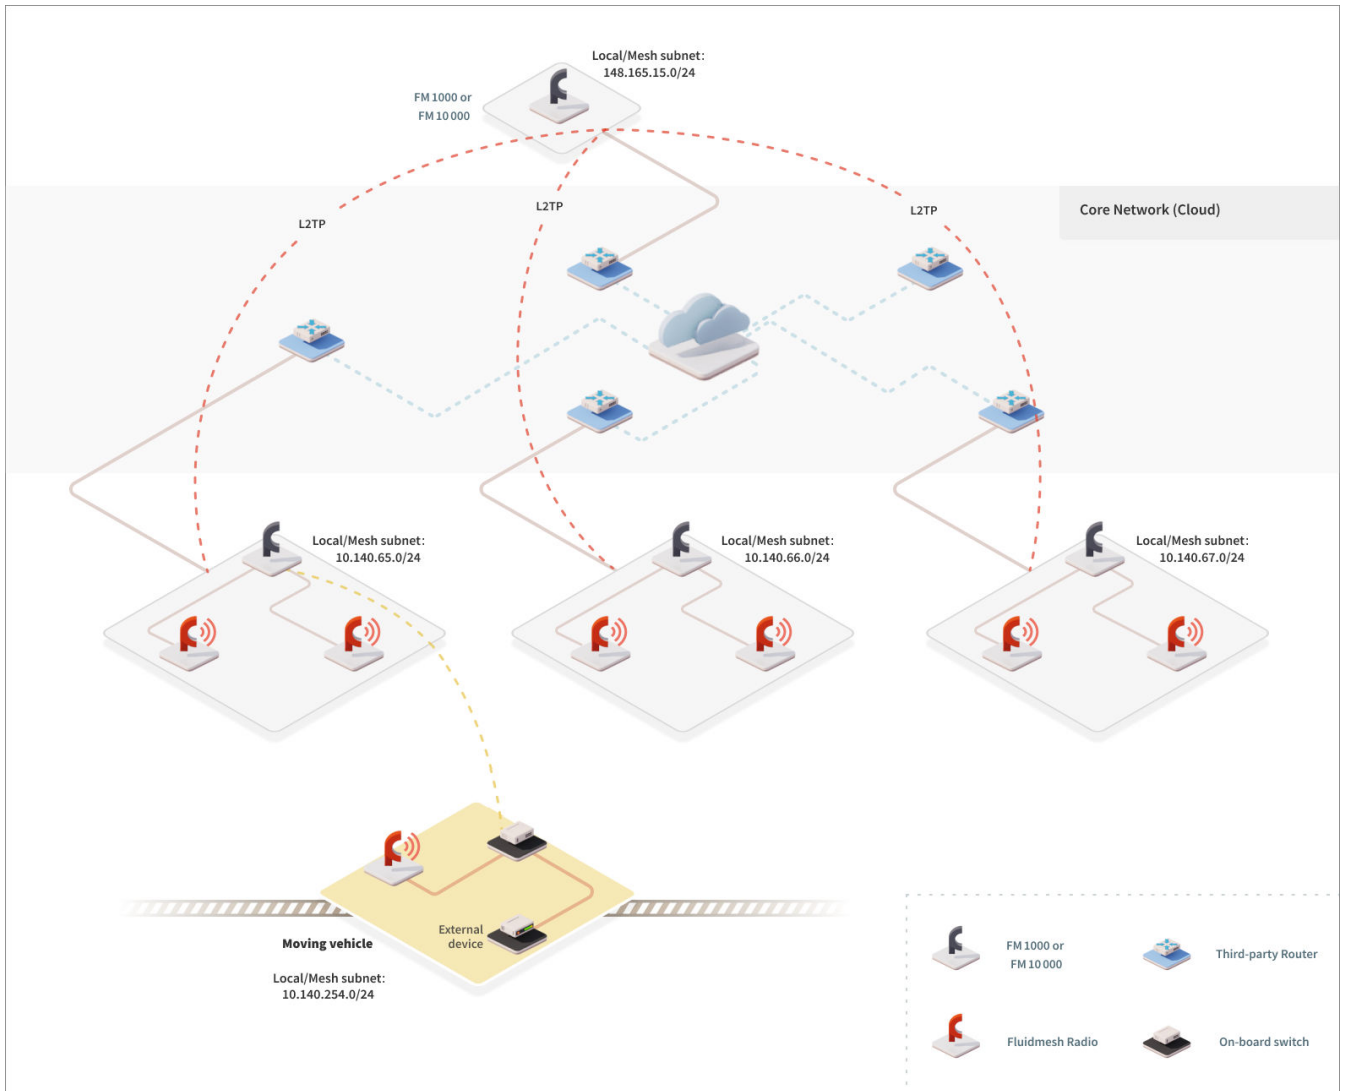 Local/Mesh subnet:
148.165.15.0/24
FM 1000 or
FM 10 000
Core Network (Cloud)
L2TP
L2TP
L2TP
Local/Mesh subnet:
10.140.65.0/24
Local/Mesh subnet:
10.140.66.0/24
Local/Mesh subnet:
10.140.67.0/24
External
device
Moving vehicle
Local/Mesh subnet:
10.140.254.0/24
FM 1000 or
FM 10 000
Third-party Router
Fluidmesh Radio
On-board switch